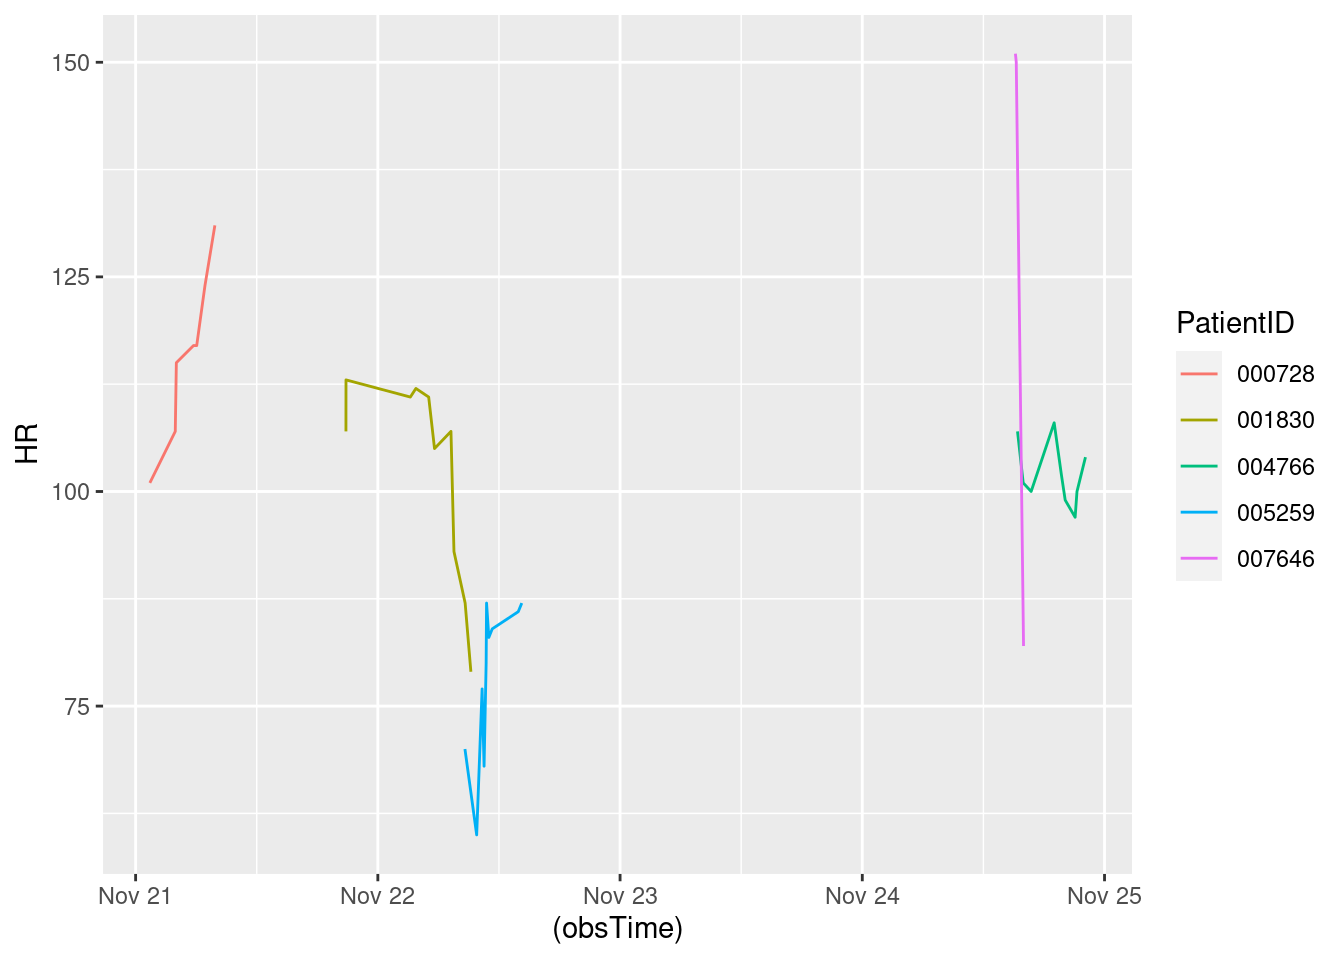 150
125
100
75
HR
Nov 21
Nov 22
Nov 23
Nov 24
Nov 25
(obsTime)
PatientID
000728
001830
004766
005259
007646